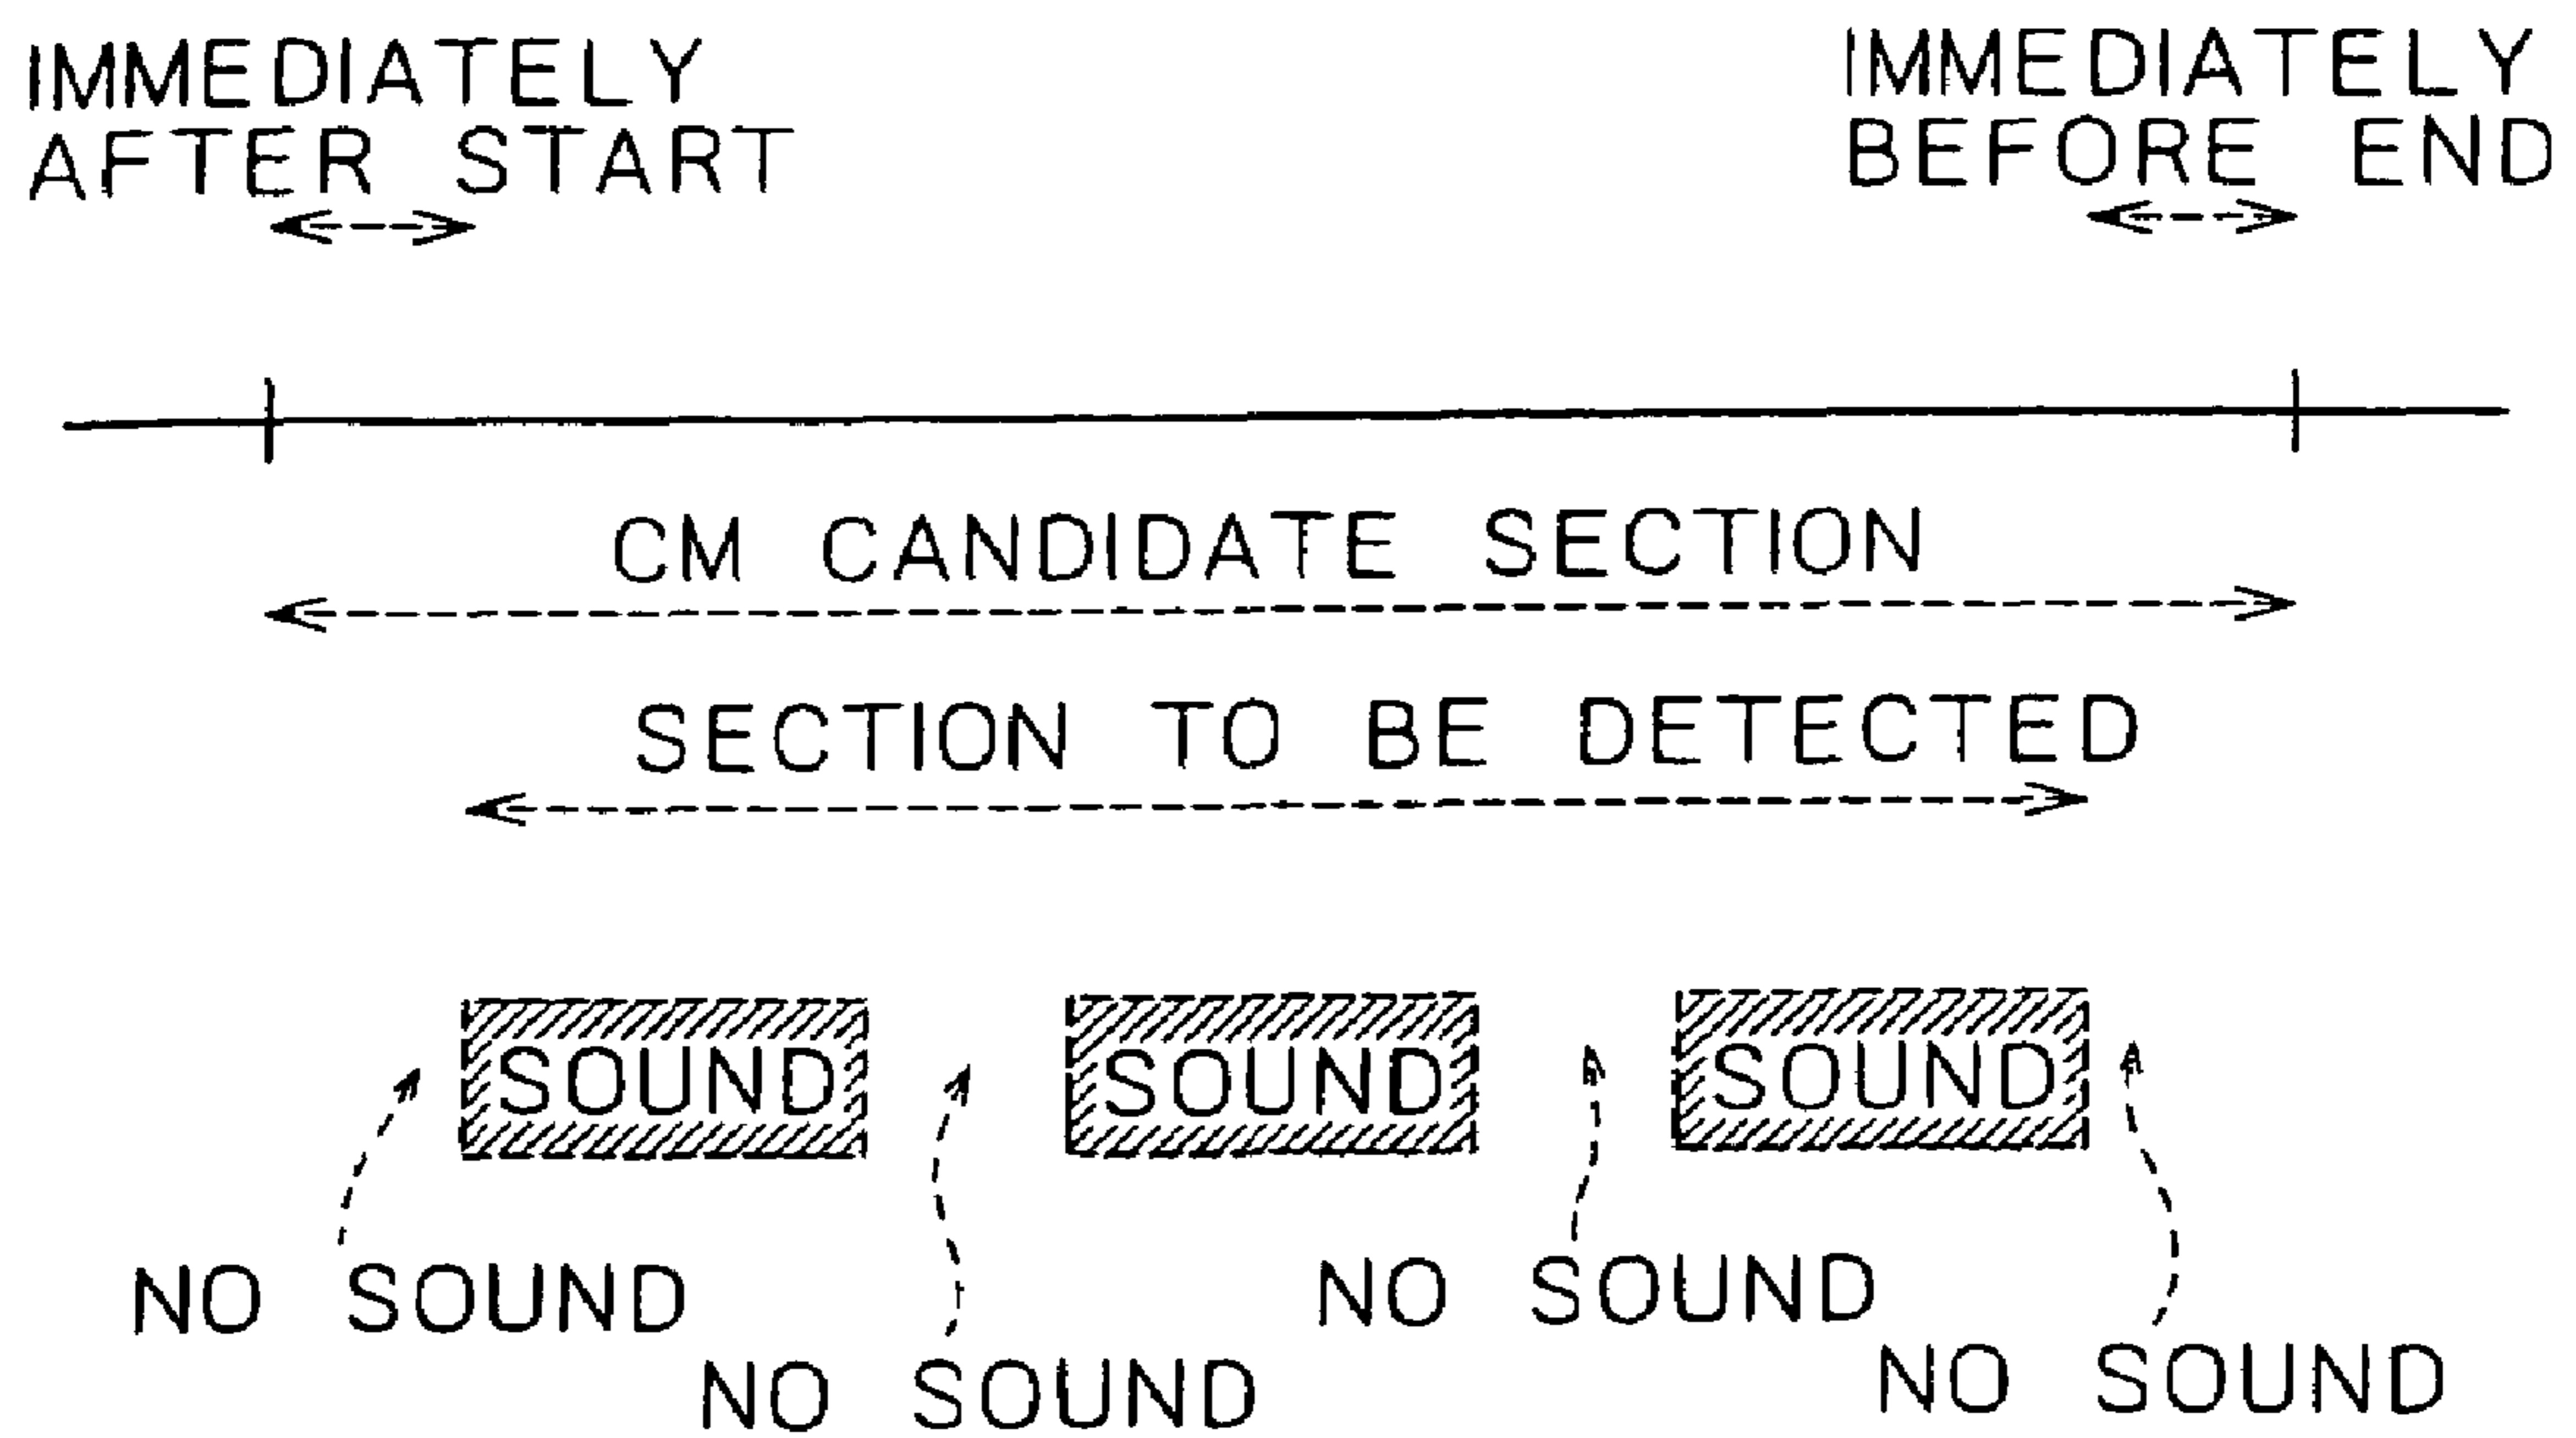 IMMEDIATELY
AFTER START
IMMEDIATELY
BEFORE END
CM CANDIDATE SECTION
SECTION TO BE DETECTED
SOUND
SOUND
SOUND
NO SOUND
NO SOUND
NO SOUND
NO SOUND